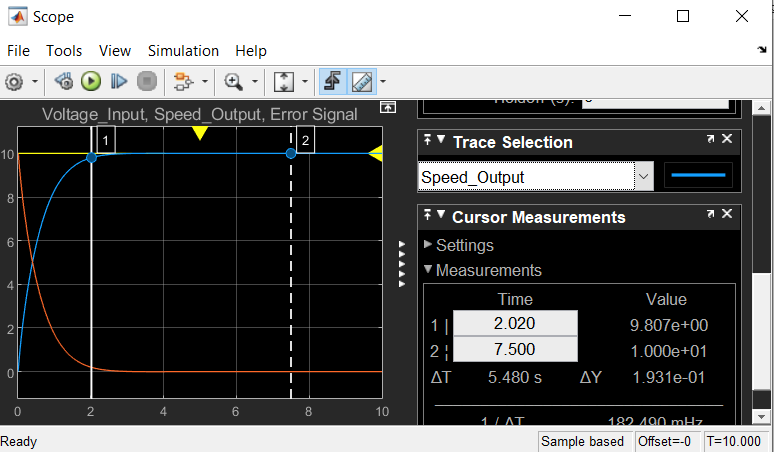 Scope
File Tools View Simulation Help
Voltage_Input, Speed_Output, Error Signal
1
2
10
8
6
4
2
0
0 2 4 6 8 10
Holdoff (s):
Trace Selection
Speed_Output
Cursor Measurements
Settings
Measurements
Time Value
1 | 2.020 9.807e+00
2 ¦ 7.500 1.000e+01
ΔT 5.480 s ΔY 1.931e-01
1 / ΔT 182.490 mHz
Ready Sample based Offset=-0 T=10.000